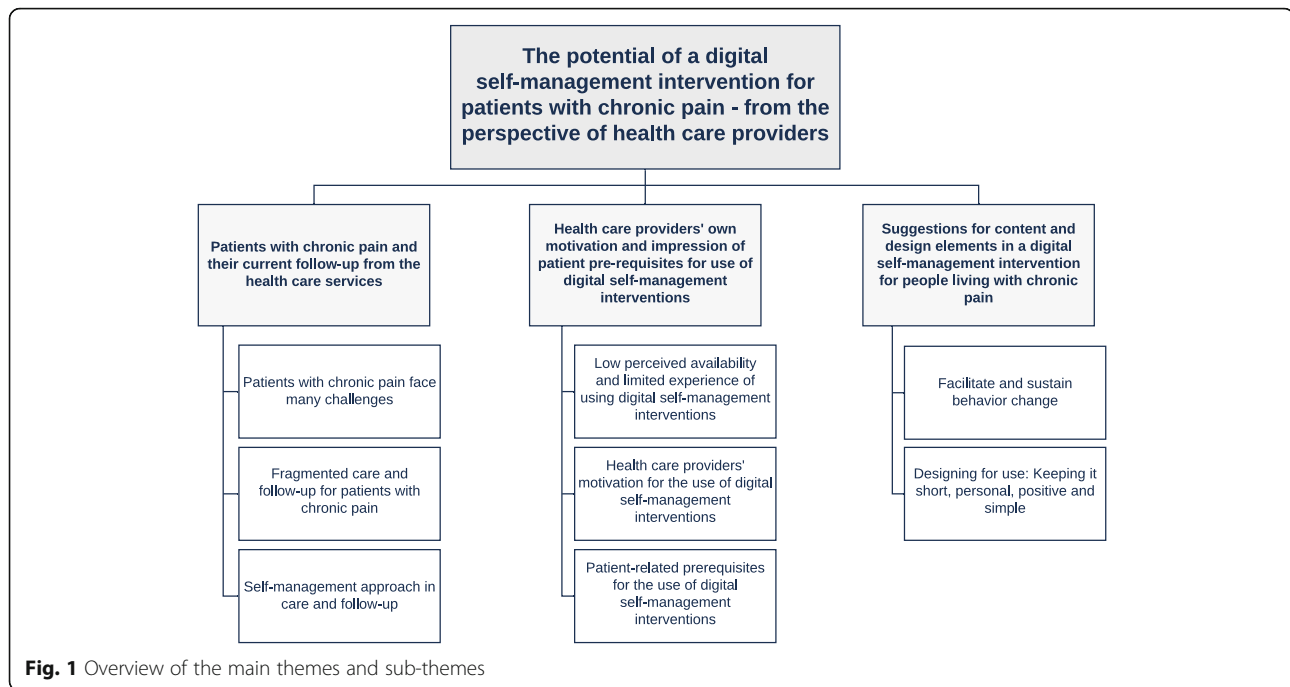 The potential of a digital
self-management intervention for
patients with chronic pain - from the
perspective of health care providers
Patients with chronic pain and
their current follow-up from the
health care services
Patients with chronic pain face
many challenges
Fragmented care and
follow-up for patients with
chronic pain
Self-management approach in
care and follow-up
Health care providers' own
motivation and impression of
patient pre-requisites for use of
digital self-management
interventions
Low perceived availability
and limited experience of
using digital self-management
interventions
Health care providers'
motivation for the use of digital
self-management
interventions
Patient-related prerequisites
for the use of digital
self-management
interventions
Suggestions for content and
design elements in a digital
self-management intervention
for people living with chronic
pain
Facilitate and sustain
behavior change
Designing for use: Keeping it
short, personal, positive and
simple
Fig. 1 Overview of the main themes and sub-themes